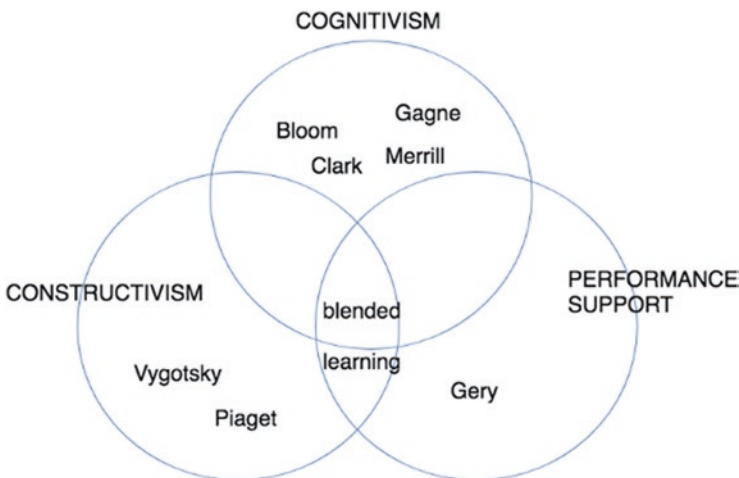 COGNITIVISM
Gagne
Bloom
Merrill
Clark
CONSTRUCTIVISM
PERFORMANCE
SUPPORT
blended
learning
Vygotsky
Gery
Piaget